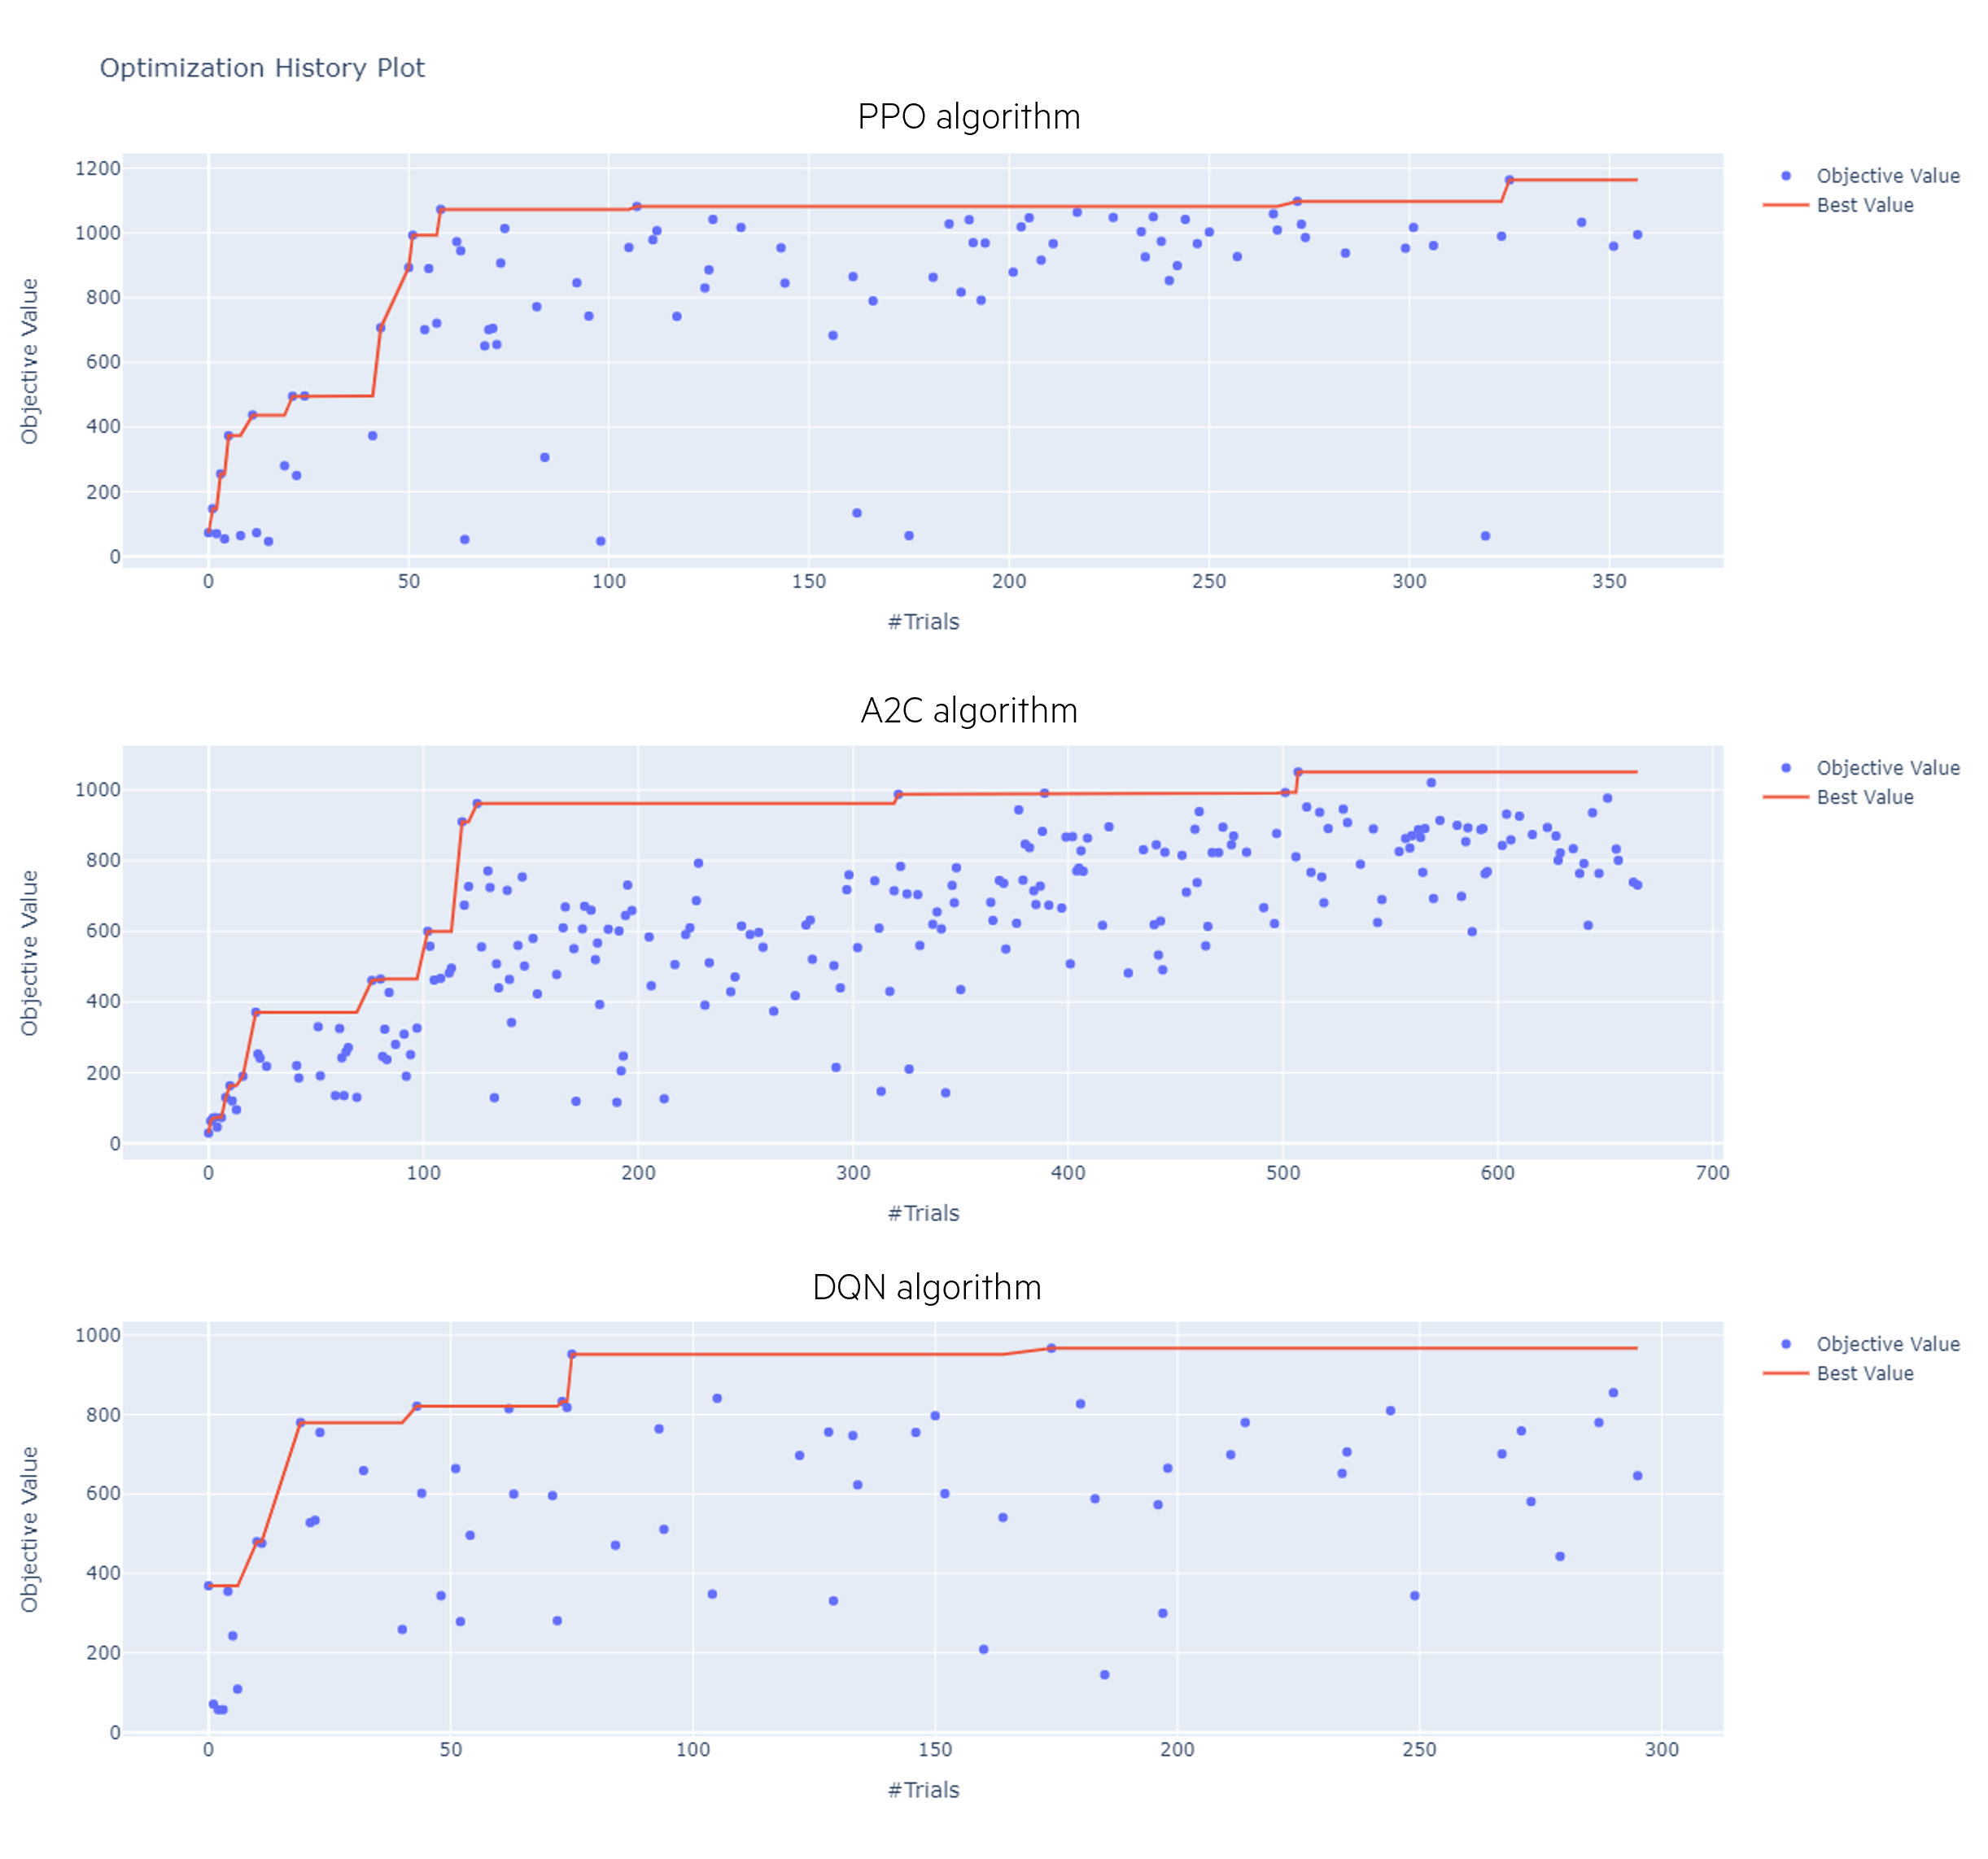 Optimization History Plot
PPO algorithm
Objective Value
1200
1000
800
600
400
200
0
0 50 100 150 200 250 300 350
#Trials
Objective Value
Best Value
A2C algorithm
Objective Value
1000
800
600
400
200
0
0 100 200 300 400 500 600 700
#Trials
Objective Value
Best Value
DQN algorithm
Objective Value
1000
800
600
400
200
0
0 50 100 150 200 250 300
#Trials
Objective Value
Best Value